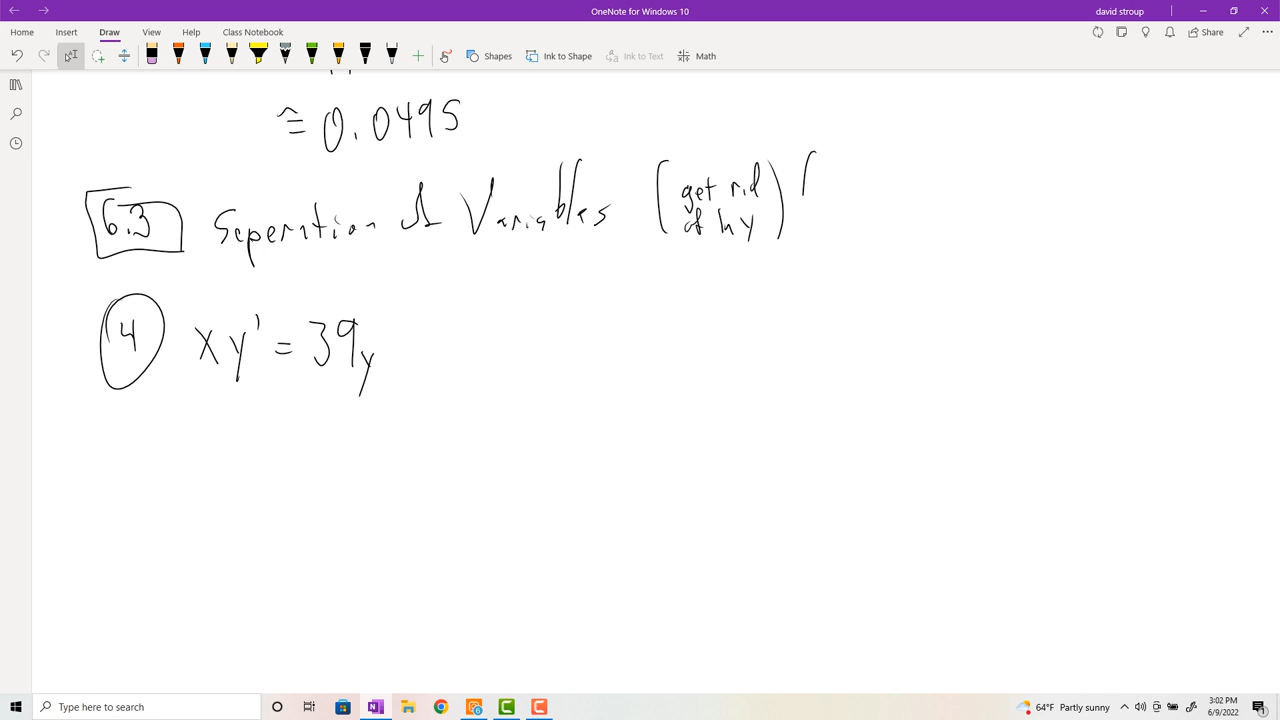 OneNote for Windows 10
david stroup
Home Insert Draw View Help Class Notebook
Share
Shapes Ink to Shape Ink to Text Math
≈ 0.0495
6.3 Seperation of Variables (get rid of ln y) (
4 xy' = 39y
Type here to search
64°F Partly sunny
3:02 PM
6/9/2022